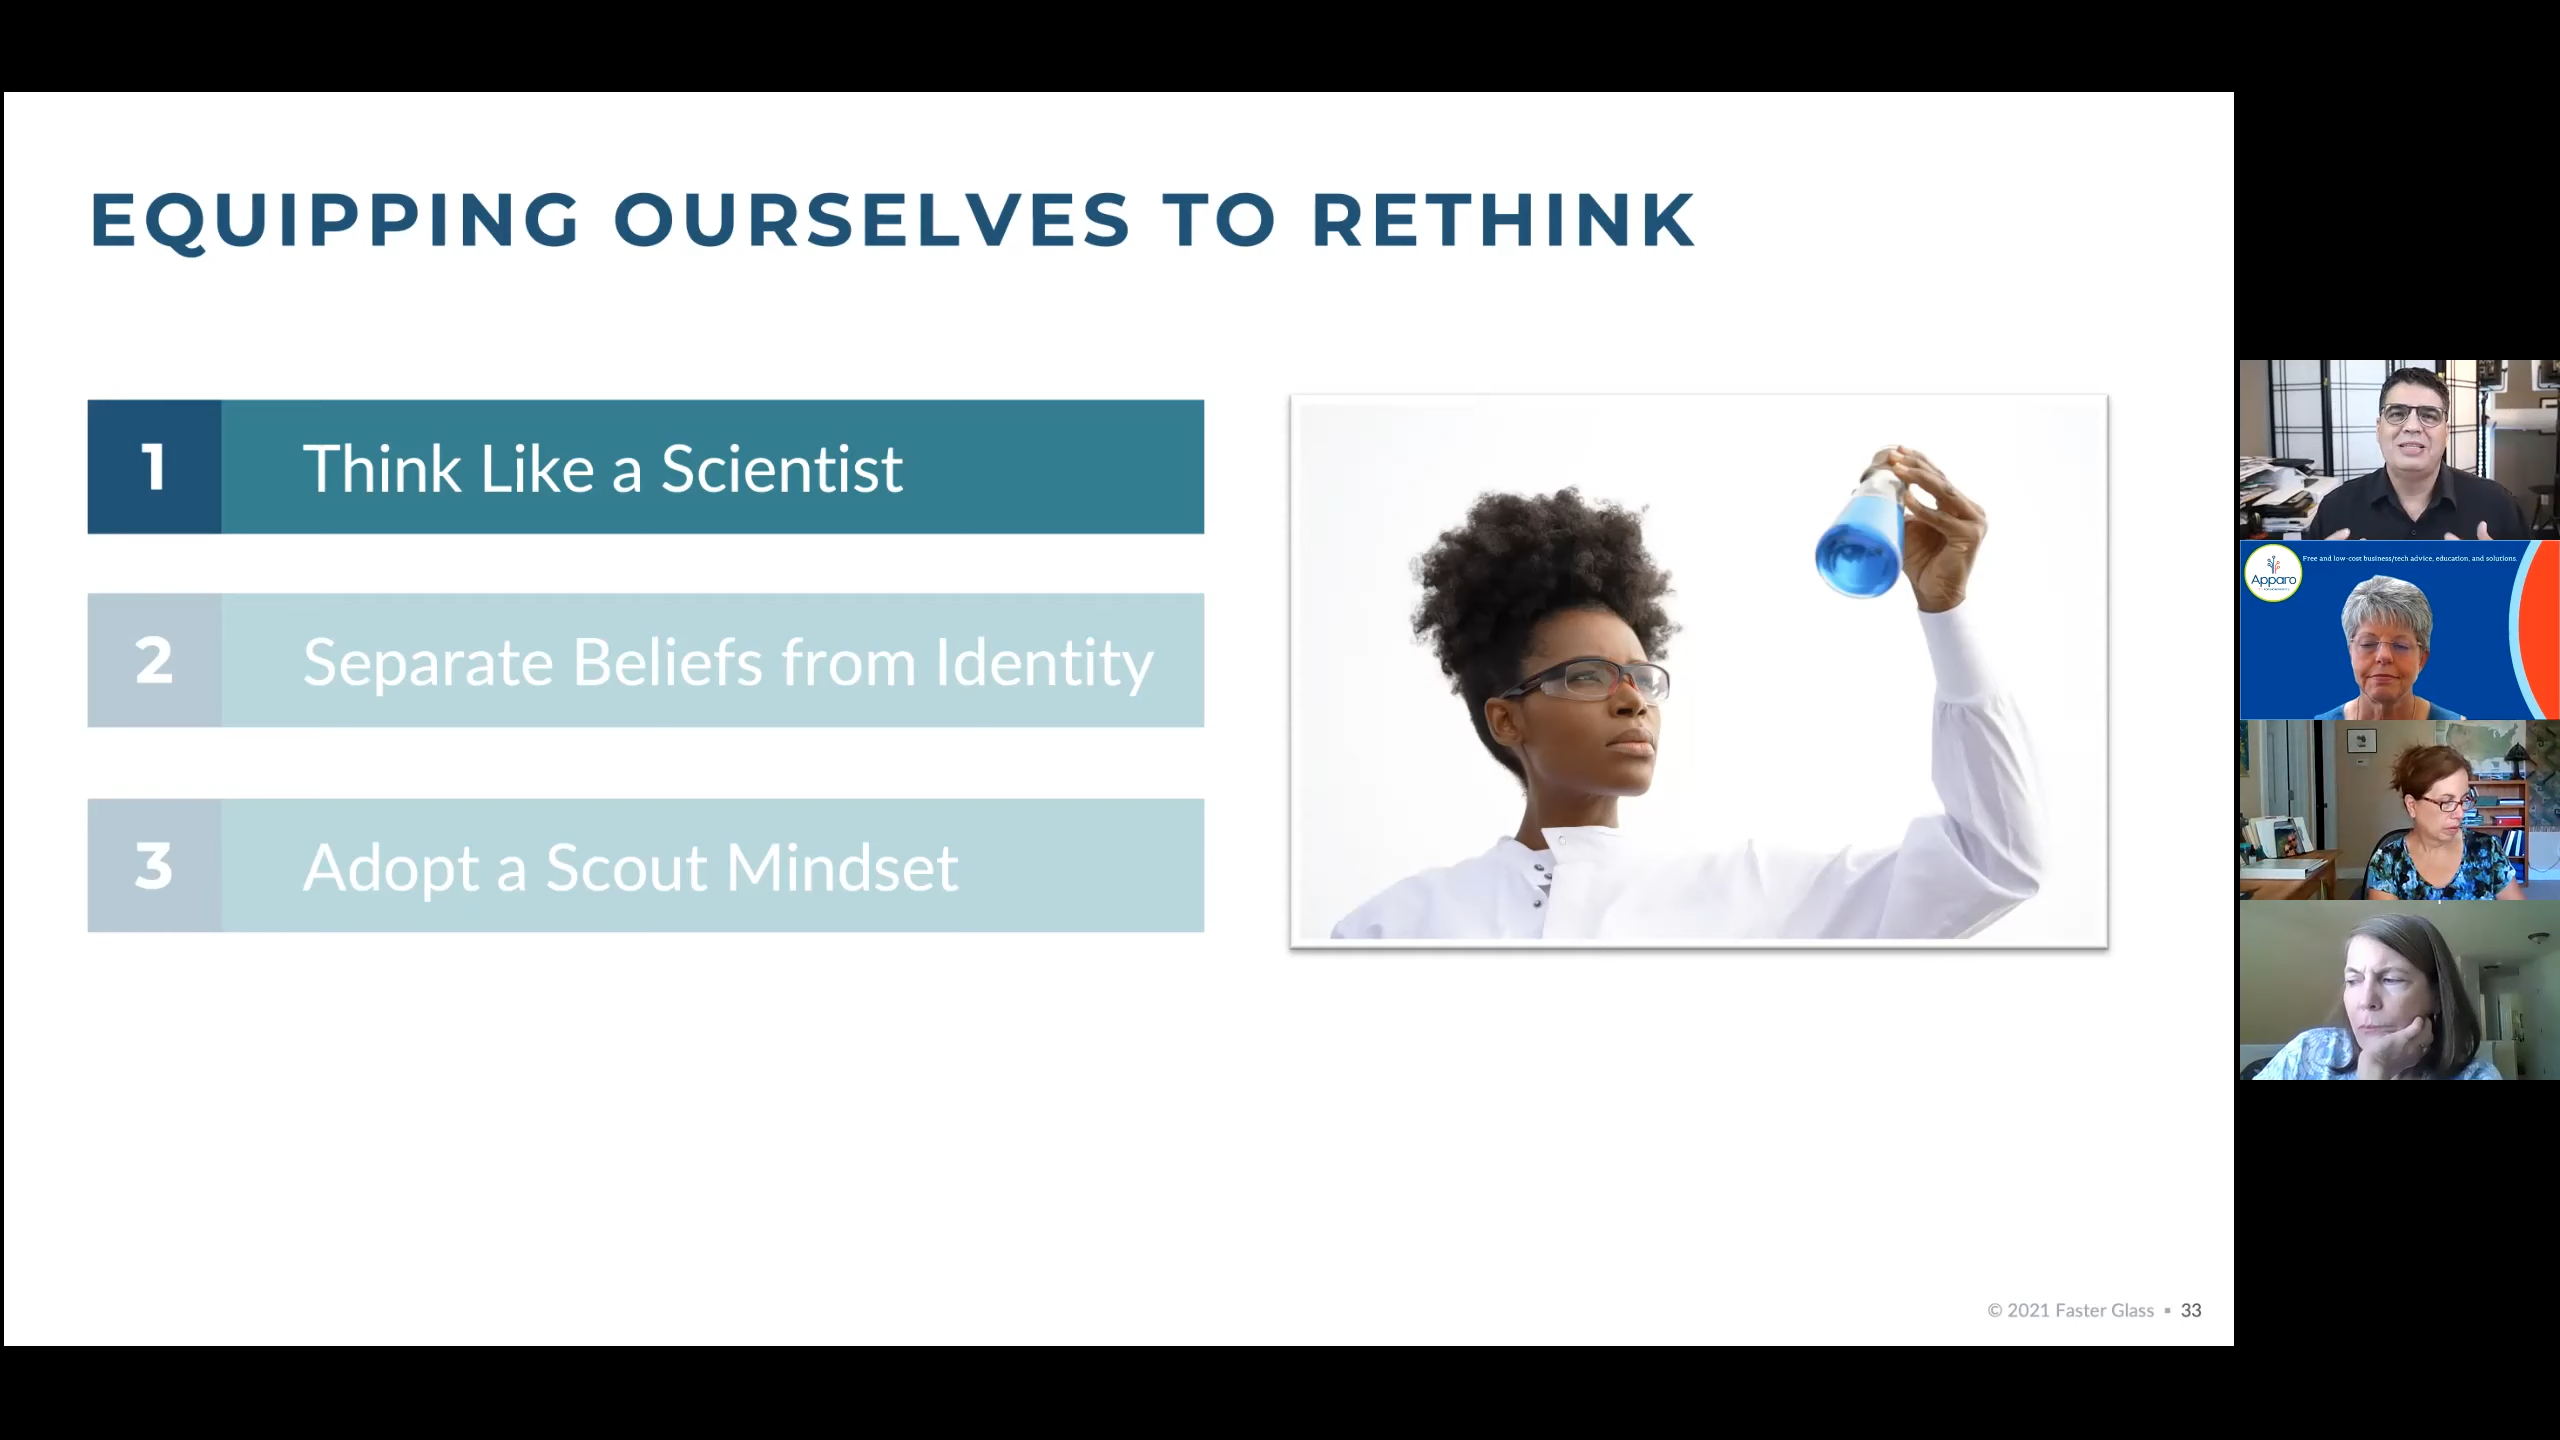 EQUIPPING OURSELVES TO RETHINK
1 Think Like a Scientist
2 Separate Beliefs from Identity
3 Adopt a Scout Mindset
© 2021 Faster Glass ▪ 33
Free and low-cost business/tech advice, education, and solutions.
Apparo